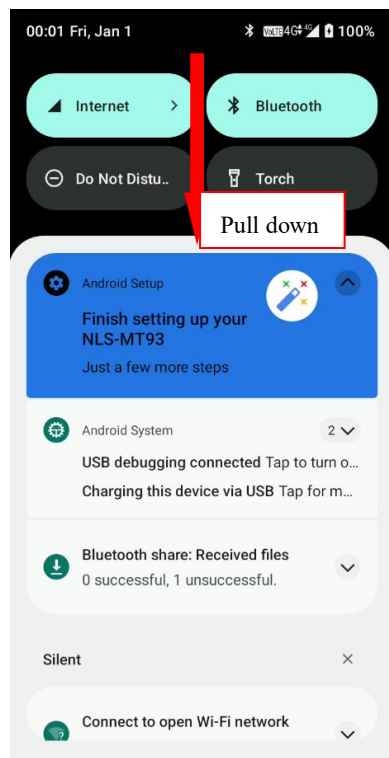 00:01 Fri, Jan 1
VOLTE 4G 4G 100%
Internet
Bluetooth
Do Not Distu..
Torch
Pull down
Android Setup
Finish setting up your
NLS-MT93
Just a few more steps
Android System
2
USB debugging connected Tap to turn o...
Charging this device via USB Tap for m...
Bluetooth share: Received files
0 successful, 1 unsuccessful.
Silent
?
Connect to open Wi-Fi network